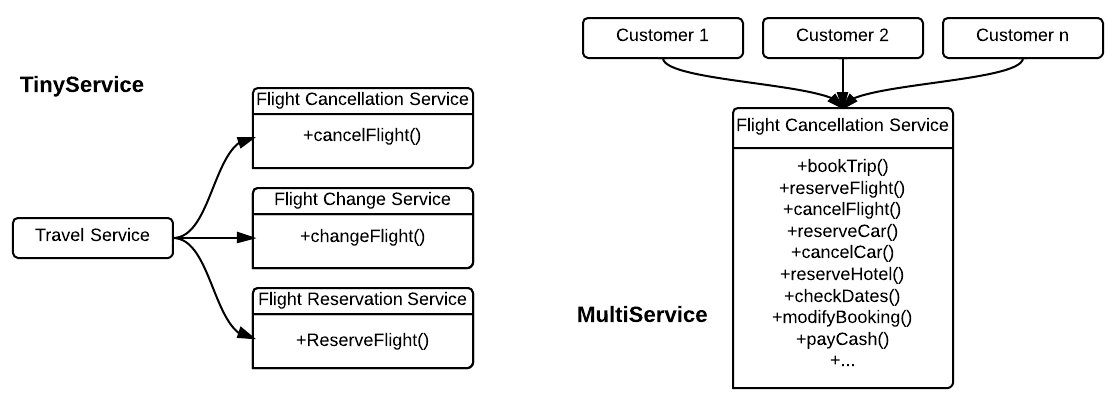 TinyService
Flight Cancellation Service
+cancelFlight()
Flight Change Service
+changeFlight()
Travel Service
Flight Reservation Service
+ReserveFlight()
Customer 1
Customer 2
Customer n
Flight Cancellation Service
+bookTrip()
+reserveFlight()
+cancelFlight()
+reserveCar()
+cancelCar()
+reserveHotel()
+checkDates()
+modifyBooking()
+payCash()
+...
MultiService